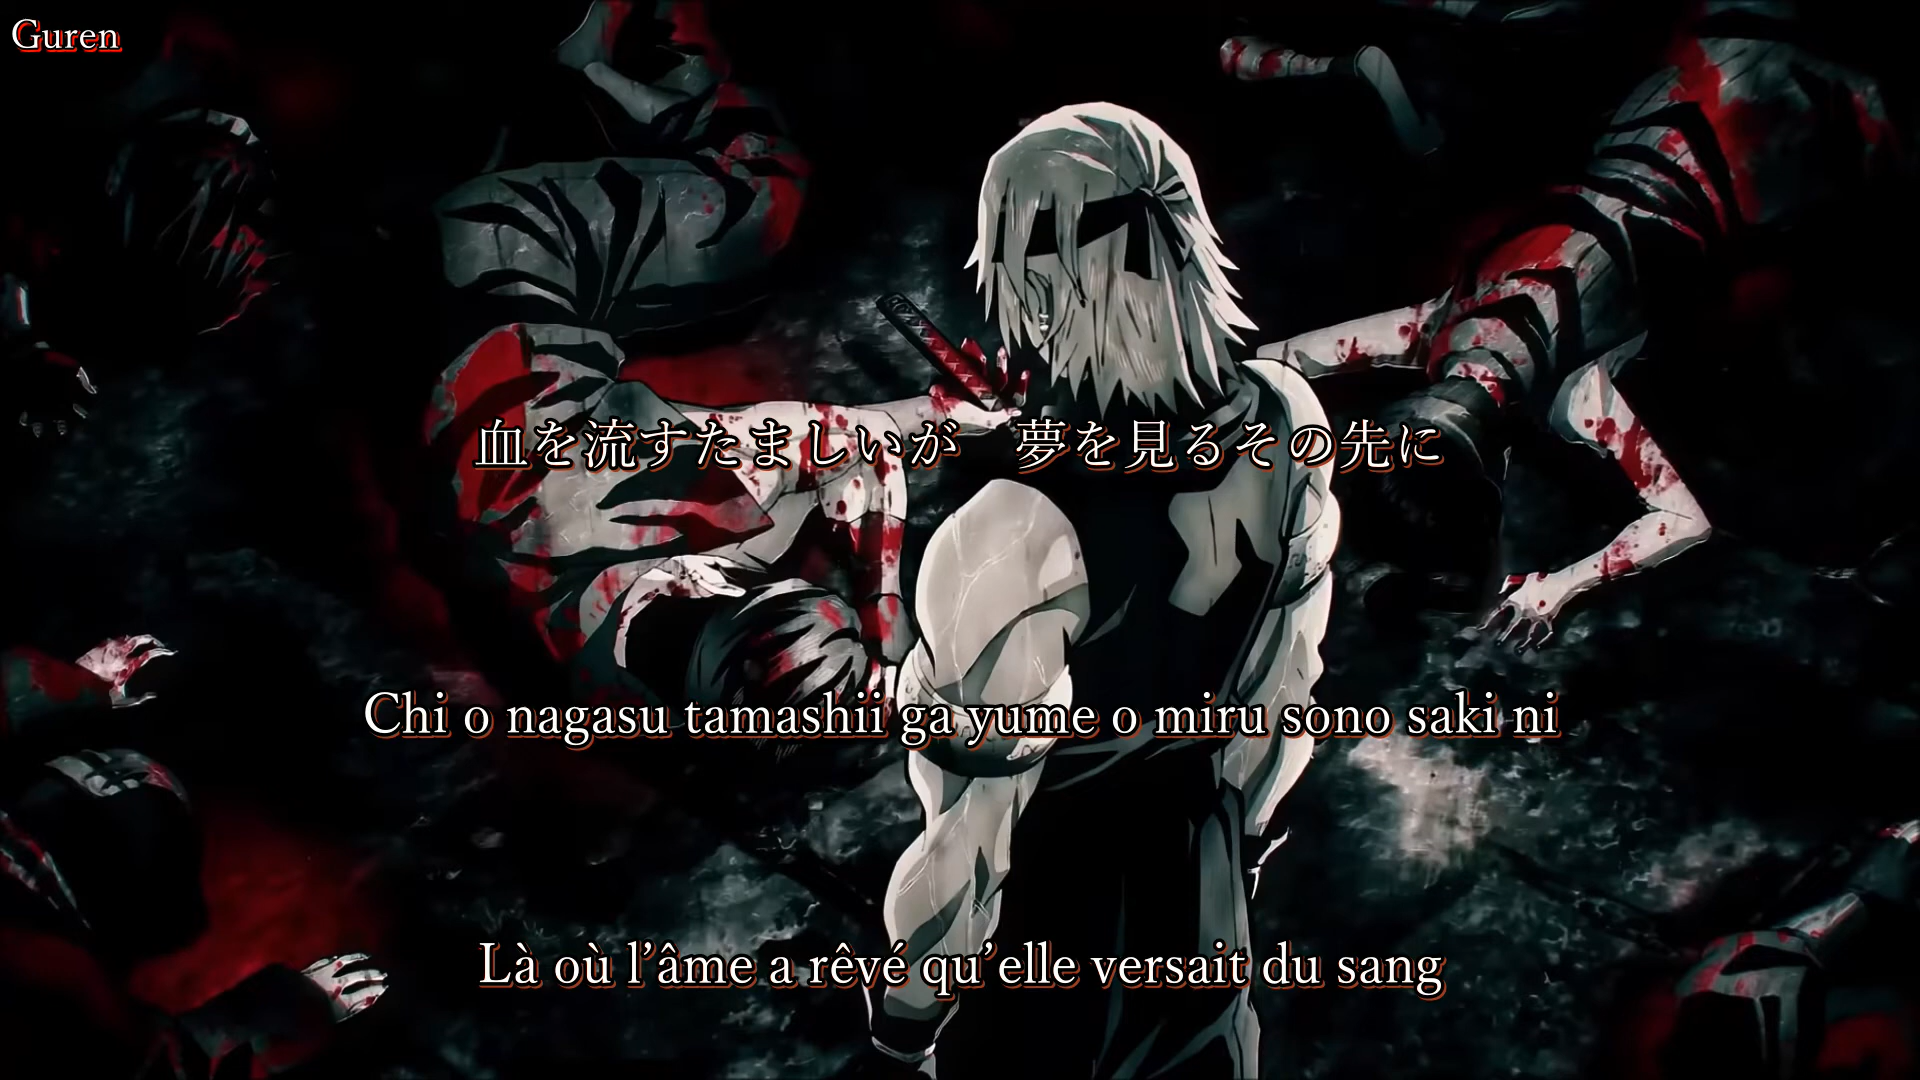 Guren
血を流すたましいが　夢を見るその先に
Chi o nagasu tamashii ga yume o miru sono saki ni
Là où l’âme a rêvé qu’elle versait du sang